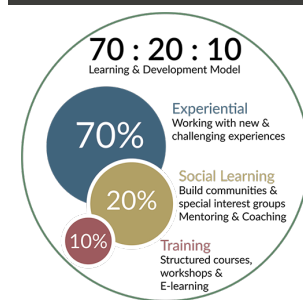 70 : 20 : 10
Learning & Development Model
Experiential
Working with new &
challenging experiences
70%
Social Learning
Build communities &
special interest groups
Mentoring & Coaching
20%
10%
Training
Structured courses,
workshops &
E-learning